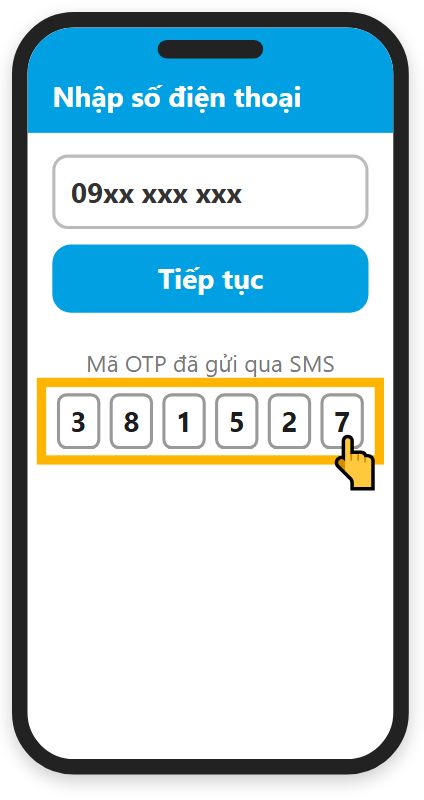 Nhập số điện thoại
09xx xxx xxx
Tiếp tục
Mã OTP đã gửi qua SMS
3 8 1 5 2 7